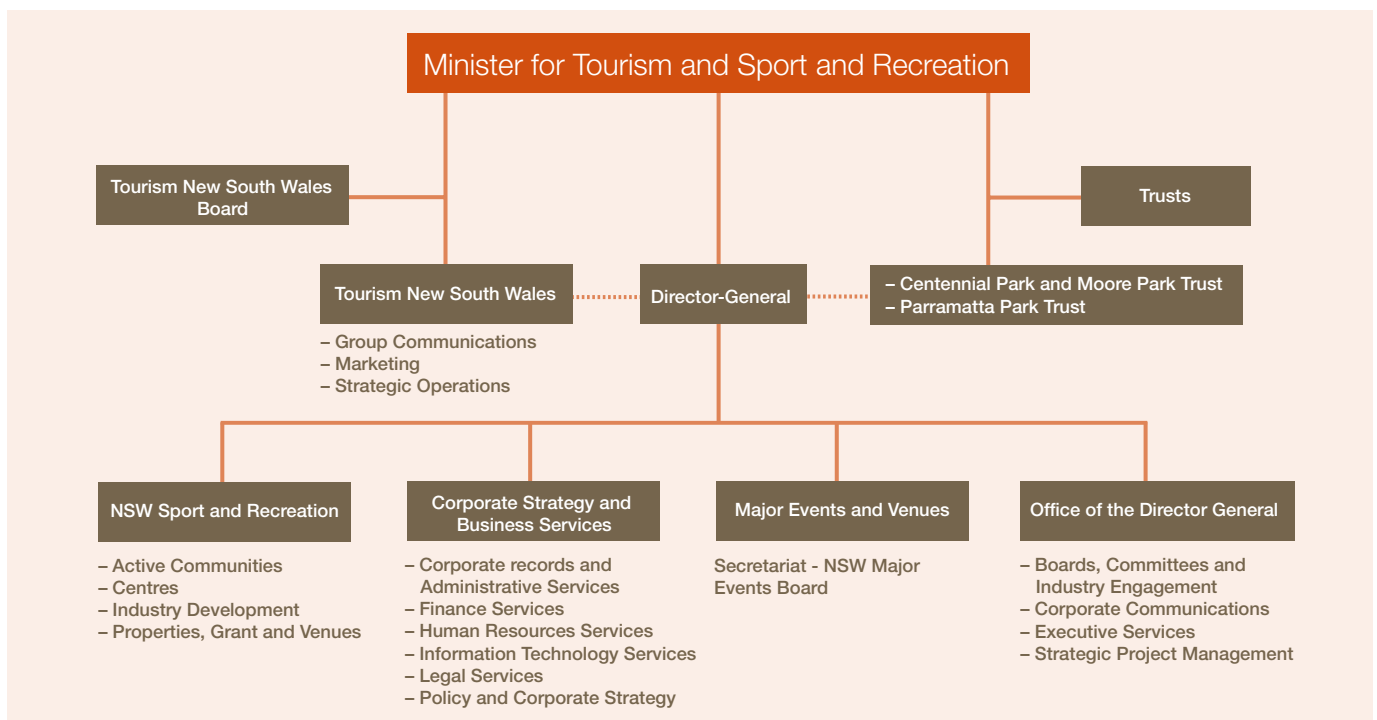 Minister for Tourism and Sport and Recreation
Tourism New South Wales
Board
Trusts
Tourism New South Wales
Director-General
– Centennial Park and Moore Park Trust
– Parramatta Park Trust
– Group Communications
– Marketing
– Strategic Operations
NSW Sport and Recreation
– Active Communities
– Centres
– Industry Development
– Properties, Grant and Venues
Corporate Strategy and
Business Services
– Corporate records and
Administrative Services
– Finance Services
– Human Resources Services
– Information Technology Services
– Legal Services
– Policy and Corporate Strategy
Major Events and Venues
Secretariat - NSW Major
Events Board
Office of the Director General
– Boards, Committees and
Industry Engagement
– Corporate Communications
– Executive Services
– Strategic Project Management